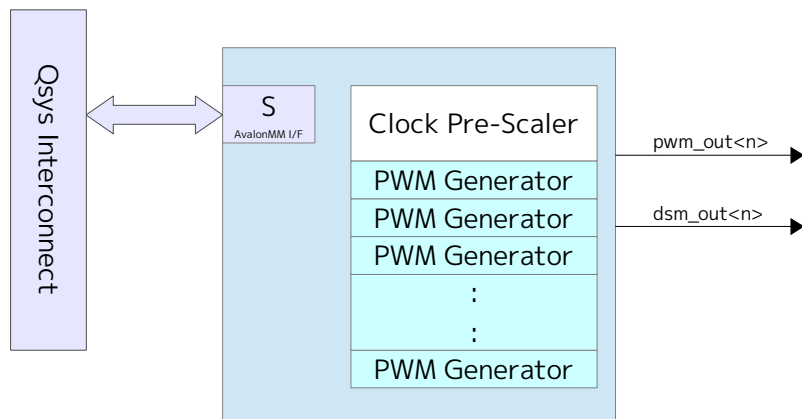 Qsys Interconnect
S
AvalonMM I/F
Clock Pre-Scaler
PWM Generator
PWM Generator
PWM Generator
:
:
PWM Generator
pwm_out<n>
dsm_out<n>